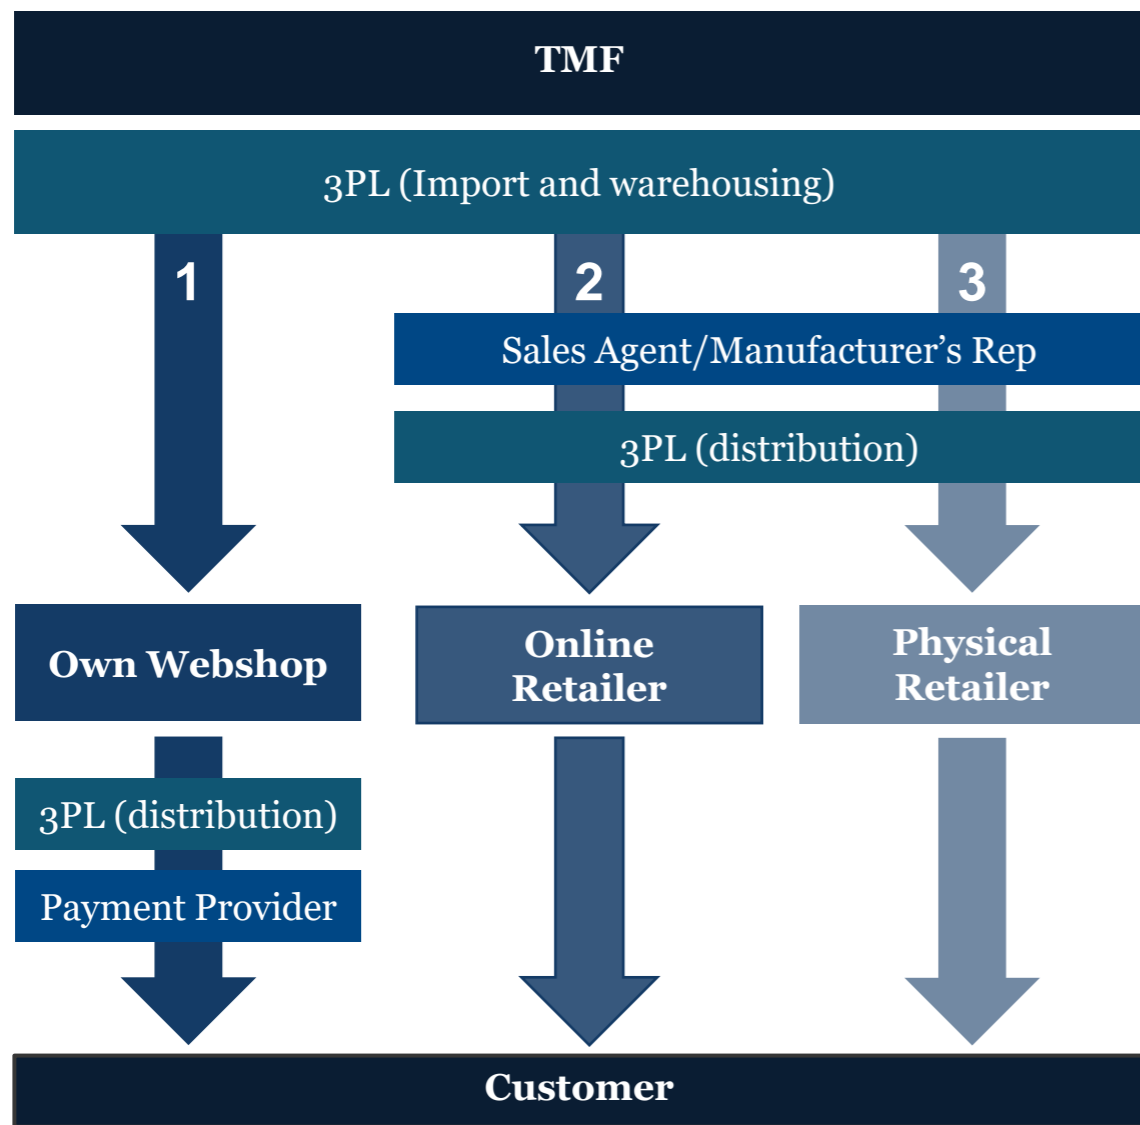 TMF
3PL (Import and warehousing)
1
2
3
Sales Agent/Manufacturer’s Rep
3PL (distribution)
Own Webshop
Online
Retailer
Physical
Retailer
3PL (distribution)
Payment Provider
Customer